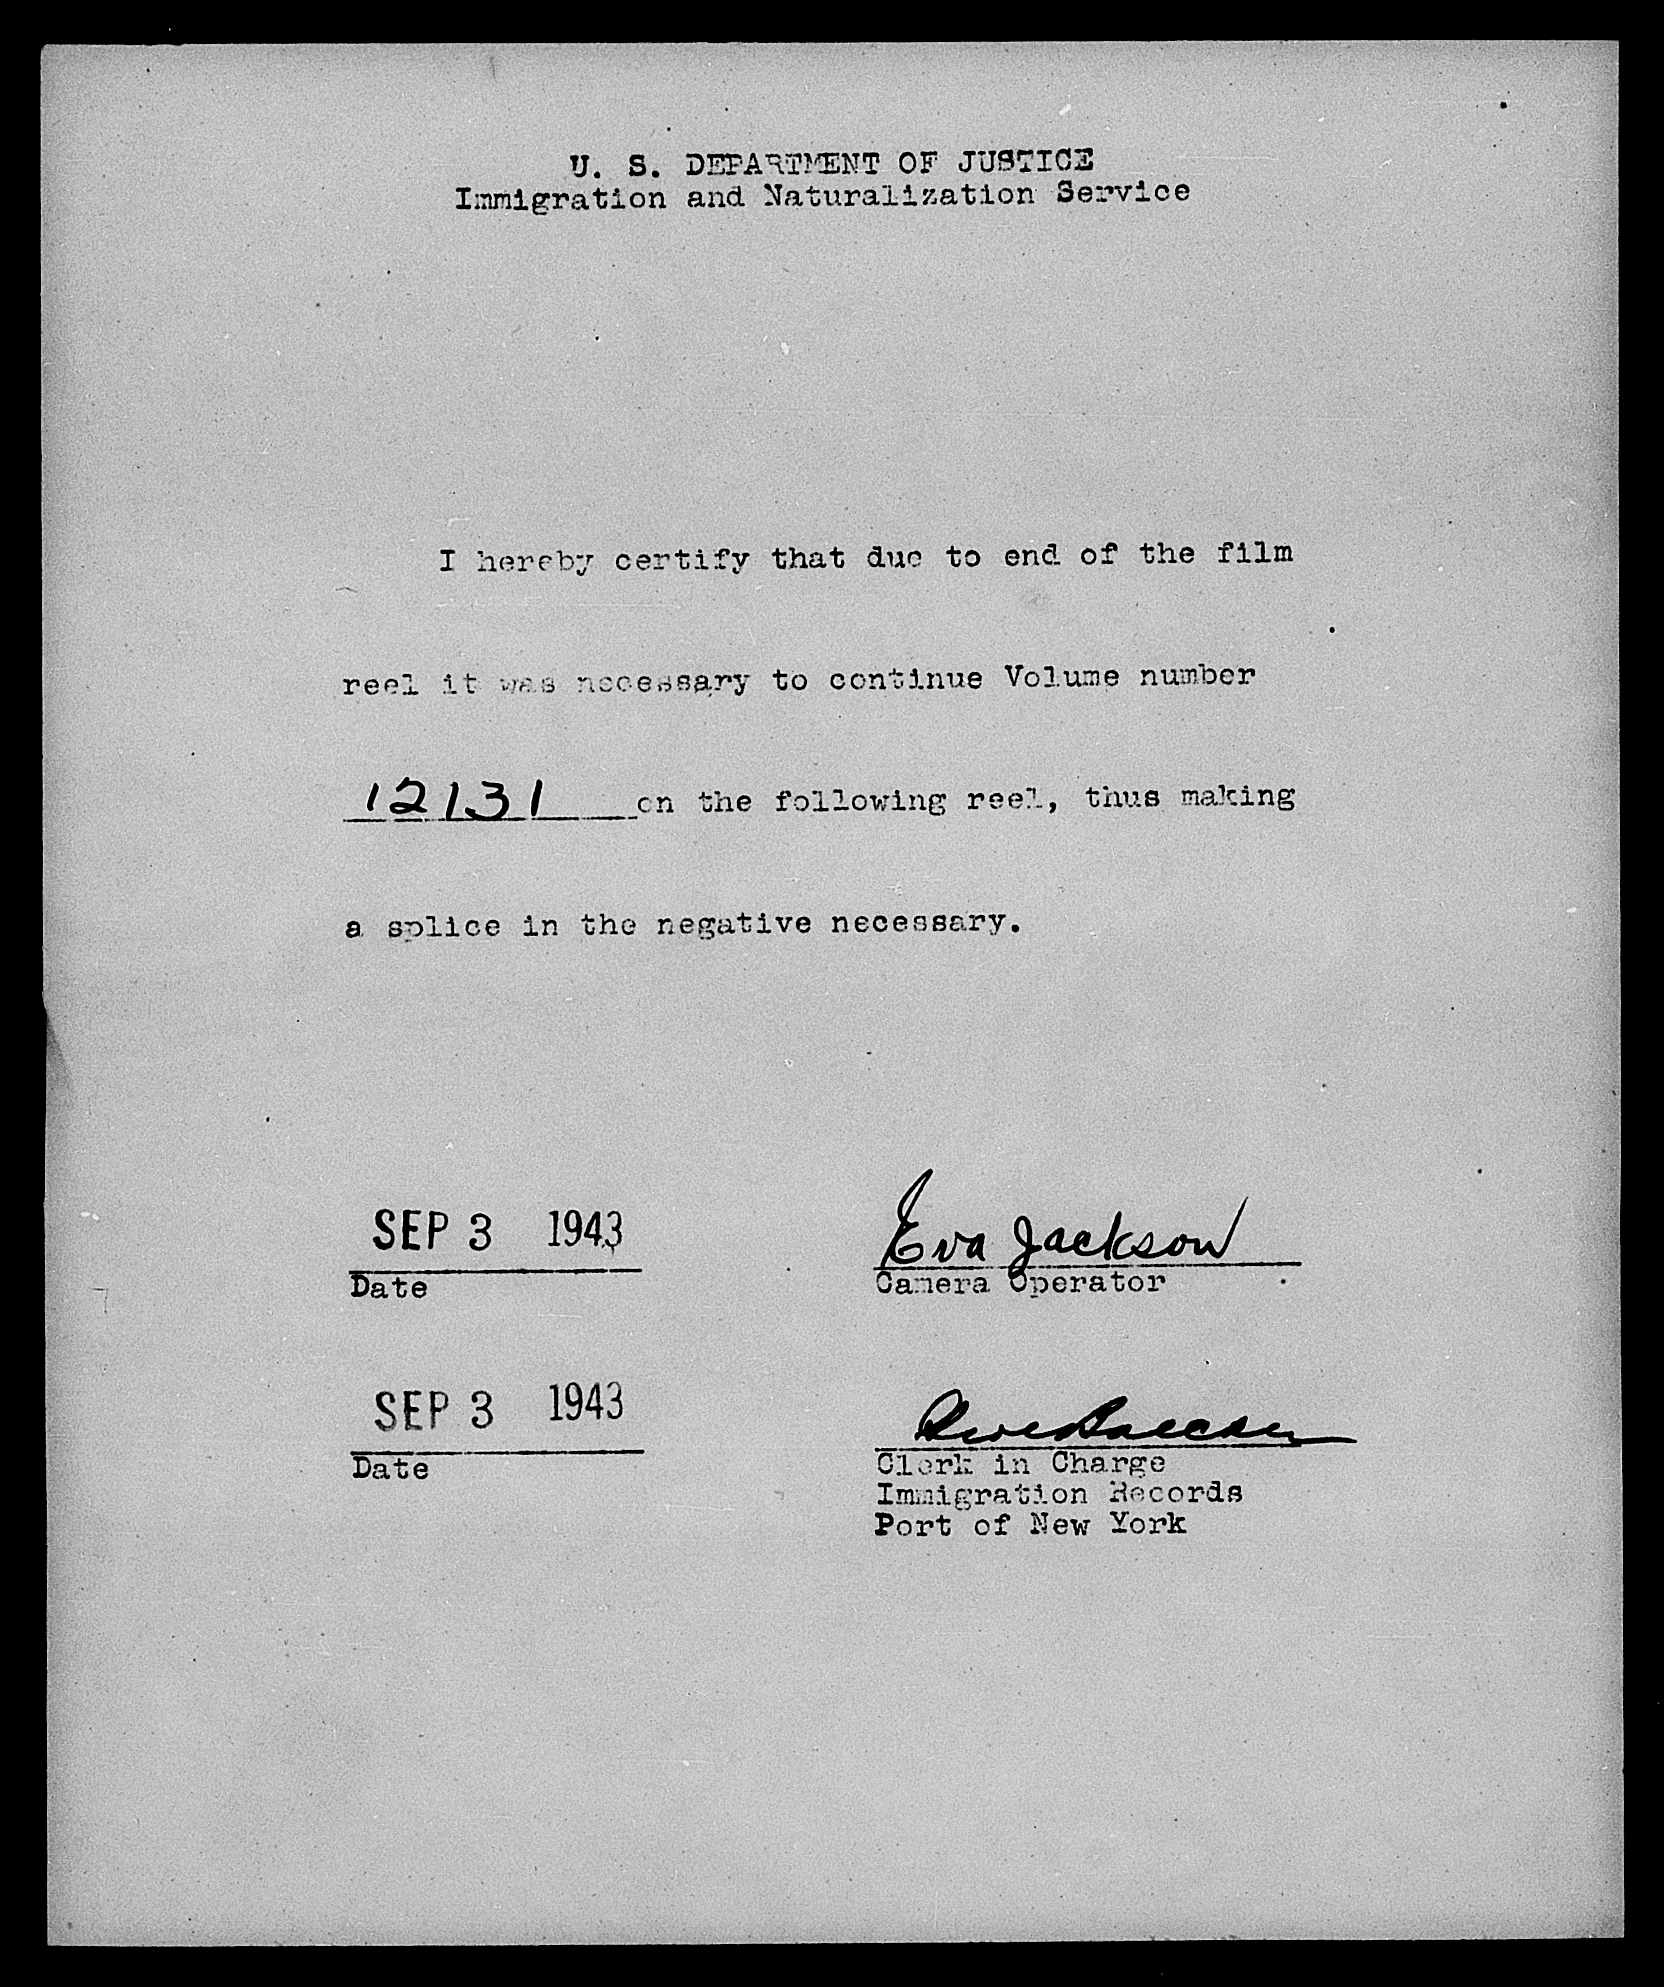 U. S. DEPARTMENT OF JUSTICE
Immigration and Naturalization Service
I hereby certify that due to end of the film
reel it was necessary to continue Volume number
12131 on the following reel, thus making
a splice in the negative necessary.
SEP 3 1943
Eva Jackson
Date
Camera Operator
SEP 3 1943
Date
Clerk in Charge
Immigration Records
Port of New York